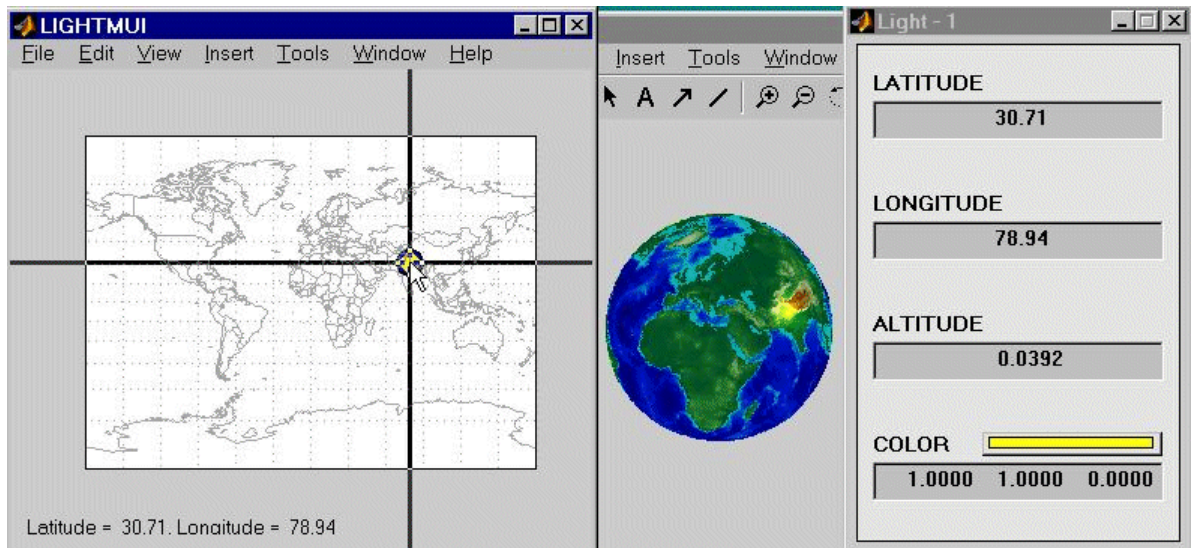 LIGHTMUI
File Edit View Insert Tools Window Help
Latitude = 30.71. Longitude = 78.94
Insert Tools Window
A
Light - 1
LATITUDE
30.71
LONGITUDE
78.94
ALTITUDE
0.0392
COLOR
1.0000 1.0000 0.0000